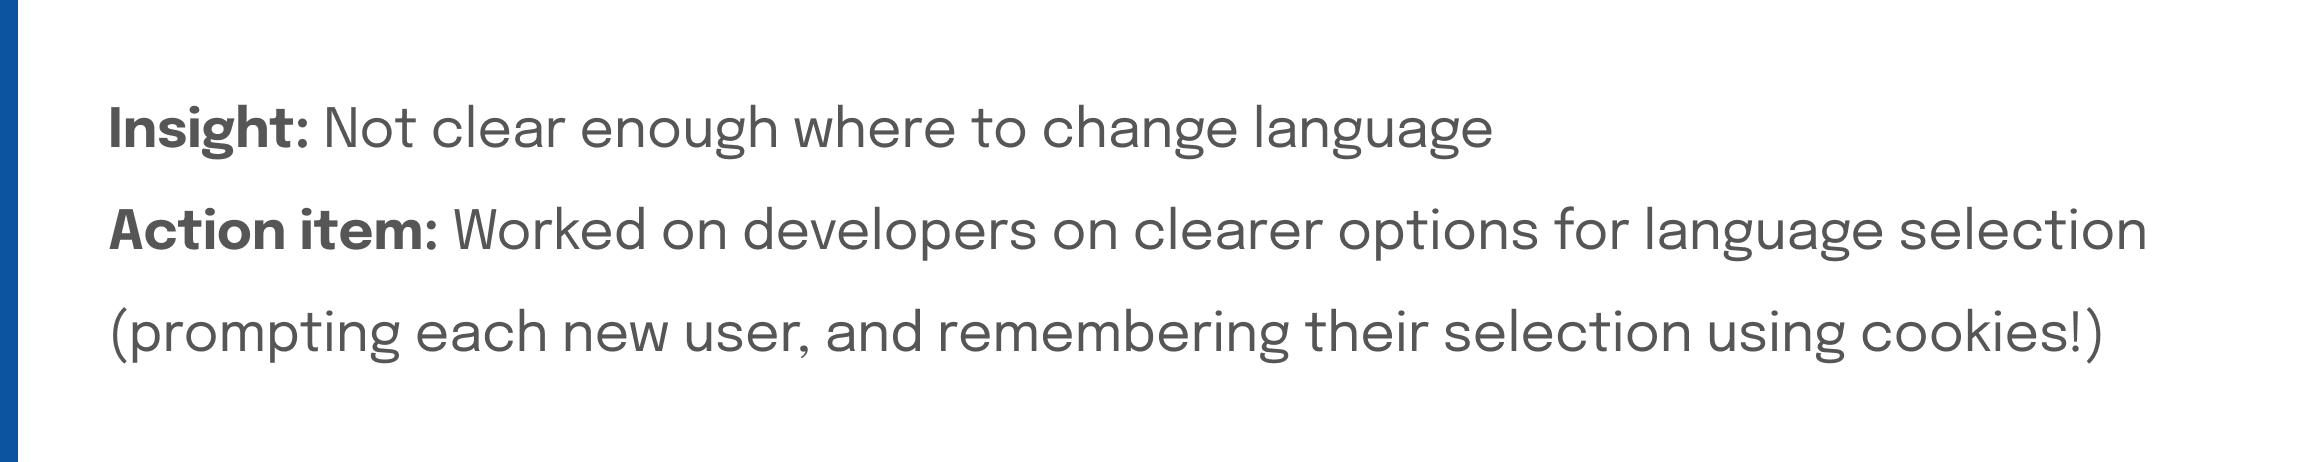 Insight: Not clear enough where to change language
Action item: Worked on developers on clearer options for language selection
(prompting each new user, and remembering their selection using cookies!)